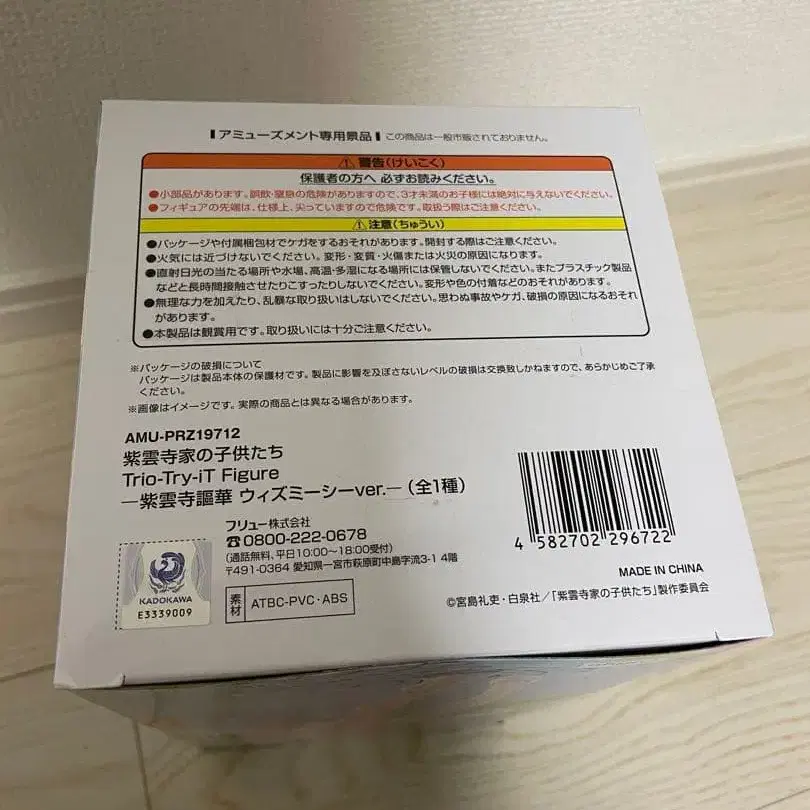 アミューズメント専用景品 この商品は一般市販されておりません。
⚠警告(けいこく)
保護者の方へ 必ずお読みください。
●小部品があります。誤飲・窒息の危険がありますので、3才未満のお子様には絶対に与えないでください。
●フィギュアの先端は、仕様上、尖っていますので危険です。取扱う際はご注意ください。
⚠注意(ちゅうい)
●パッケージや付属梱包材でケガをするおそれがあります。開封する際はご注意ください。
●火気には近づけないでください。変形・変質・火傷または火災の原因になります。
●直射日光の当たる場所や水場、高温・多湿になる場所には保管しないでください。またプラスチック製品
などと長時間接触させたりこすったりしないでください。変形や色の付着などのおそれがあります。
●無理な力を加えたり、乱暴な取り扱いはしないでください。思わぬ事故やケガ、破損の原因になるおそれ
があります。
●本製品は観賞用です。取り扱いには十分ご注意ください。
※パッケージの破損について
パッケージは製品本体の保護材です。製品に影響を及ぼさないレベルの破損は交換致しかねますので、あらかじめご了承
ください。
※画像はイメージです。実際の商品とは異なる場合があります。
AMU-PRZ19712
紫雲寺家の子供たち
Trio-Try-iT Figure
―紫雲寺謳華 ウィズミーシーver.―(全1種)
フリュー株式会社
☎0800-222-0678
(通話無料、平日10:00〜18:00受付)
〒491-0364 愛知県一宮市萩原町中島字流3-1 4階
KADOKAWA
E3339009
素材 ATBC-PVC・ABS
4 582702 296722
MADE IN CHINA
©宮島礼吏・白泉社/「紫雲寺家の子供たち」製作委員会